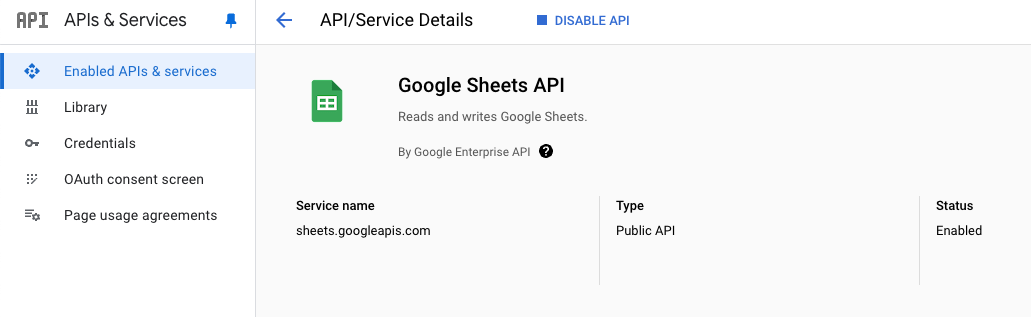 API APIs & Services
Enabled APIs & services
Library
Credentials
OAuth consent screen
Page usage agreements
API/Service Details
DISABLE API
Google Sheets API
Reads and writes Google Sheets.
By Google Enterprise API ?
Service name
sheets.googleapis.com
Type
Public API
Status
Enabled